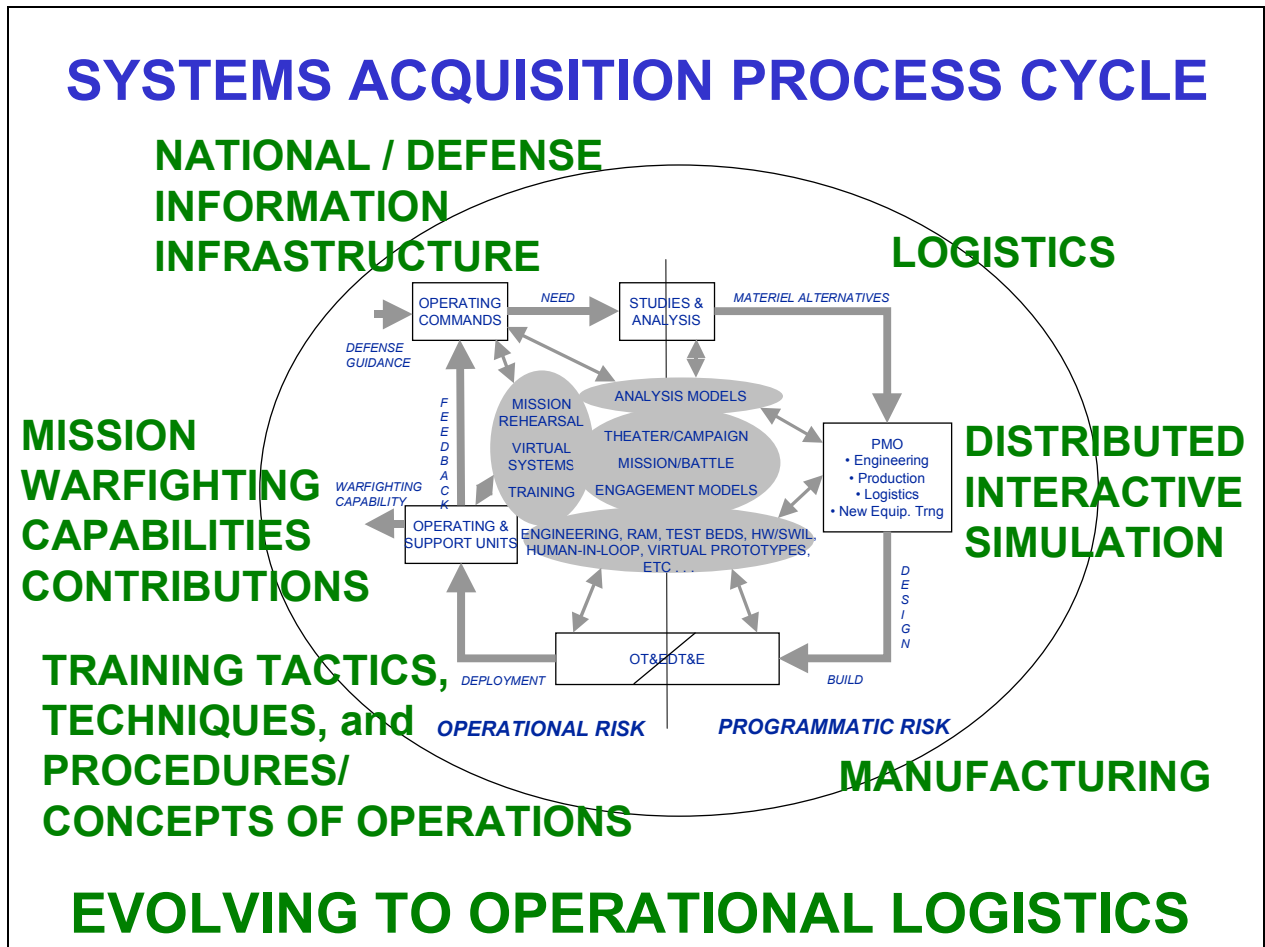 SYSTEMS ACQUISITION PROCESS CYCLE
NATIONAL / DEFENSE
INFORMATION
INFRASTRUCTURE
LOGISTICS
OPERATING
COMMANDS
NEED
STUDIES &
ANALYSIS
MATERIEL ALTERNATIVES
DEFENSE
GUIDANCE
FEEDBACK
MISSION
REHEARSAL
VIRTUAL
SYSTEMS
TRAINING
ANALYSIS MODELS
THEATER/CAMPAIGN
MISSION/BATTLE
ENGAGEMENT MODELS
PMO
• Engineering
• Production
• Logistics
• New Equip. Trng
MISSION
WARFIGHTING
CAPABILITIES
CONTRIBUTIONS
DISTRIBUTED
INTERACTIVE
SIMULATION
WARFIGHTING
CAPABILITY
OPERATING &
SUPPORT UNITS
ENGINEERING, RAM, TEST BEDS, HW/SWIL,
HUMAN-IN-LOOP, VIRTUAL PROTOTYPES,
ETC . . .
DESIGN
OT&EDT&E
DEPLOYMENT
BUILD
TRAINING TACTICS,
TECHNIQUES, and
PROCEDURES/
CONCEPTS OF OPERATIONS
OPERATIONAL RISK
PROGRAMMATIC RISK
MANUFACTURING
EVOLVING TO OPERATIONAL LOGISTICS